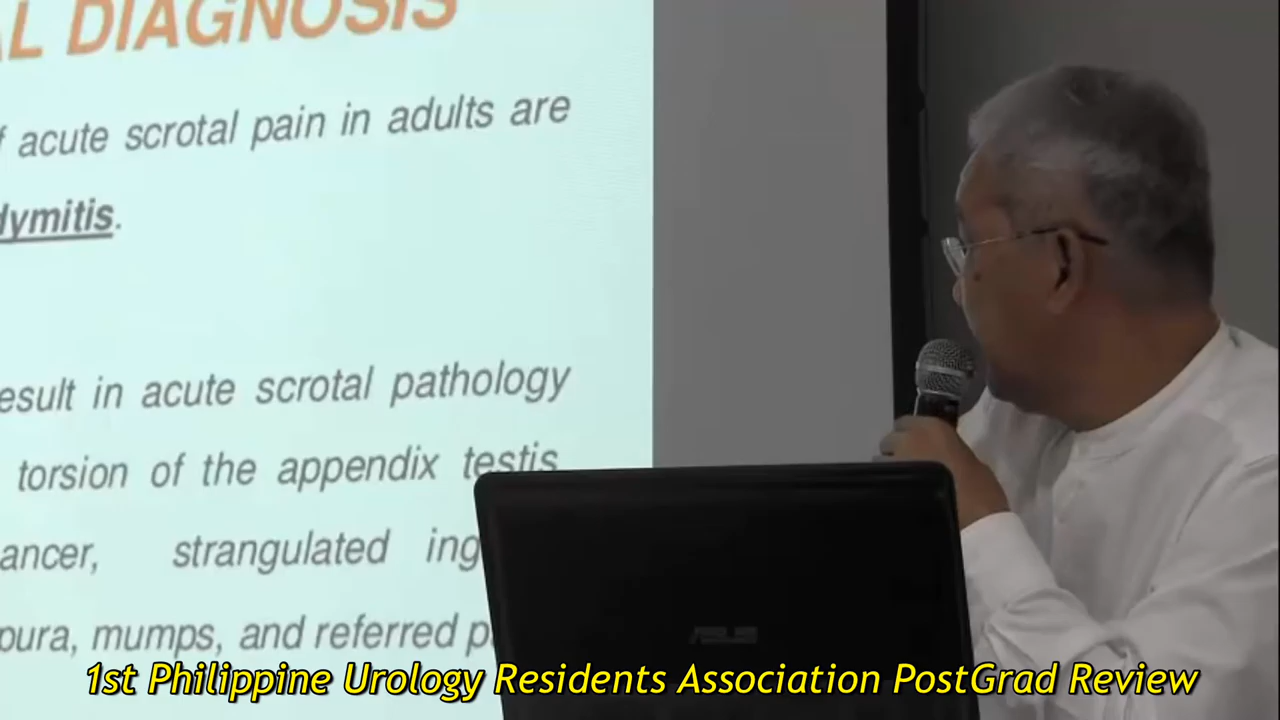 AL DIAGNOSIS
f acute scrotal pain in adults are
dymitis.
esult in acute scrotal pathology
torsion of the appendix testis
ancer, strangulated ing
pura, mumps, and referred p
ASUS
1st Philippine Urology Residents Association PostGrad Review